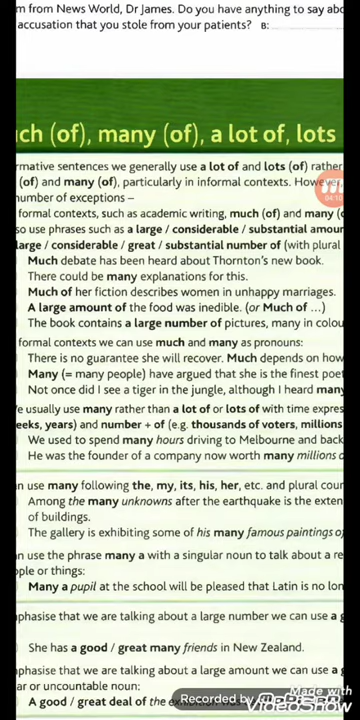 m from News World, Dr James. Do you have anything to say abo
accusation that you stole from your patients? B:
ch (of), many (of), a lot of, lots
rmative sentences we generally use a lot of and lots (of) rather
(of) and many (of), particularly in informal contexts. However,
number of exceptions –
formal contexts, such as academic writing, much (of) and many (o
so use phrases such as a large / considerable / substantial amour
large / considerable / great / substantial number of (with plural
Much debate has been heard about Thornton's new book.
There could be many explanations for this.
Much of her fiction describes women in unhappy marriages.
A large amount of the food was inedible. (or Much of ...)
The book contains a large number of pictures, many in colou
formal contexts we can use much and many as pronouns:
There is no guarantee she will recover. Much depends on how
Many (= many people) have argued that she is the finest poet
Not once did I see a tiger in the jungle, although I heard many
e usually use many rather than a lot of or lots of with time expres
eeks, years) and number + of (e.g. thousands of voters, millions
We used to spend many hours driving to Melbourne and back
He was the founder of a company now worth many millions o
n use many following the, my, its, his, her, etc. and plural cour
Among the many unknowns after the earthquake is the exten
of buildings.
The gallery is exhibiting some of his many famous paintings o
n use the phrase many a with a singular noun to talk about a re
ople or things:
Many a pupil at the school will be pleased that Latin is no lon
phasise that we are talking about a large number we can use a g
She has a good / great many friends in New Zealand.
phasise that we are talking about a large amount we can use a g
ar or uncountable noun:
A good / great deal of the exhibition was
04:10
Recorded by
Made with
VideoShow